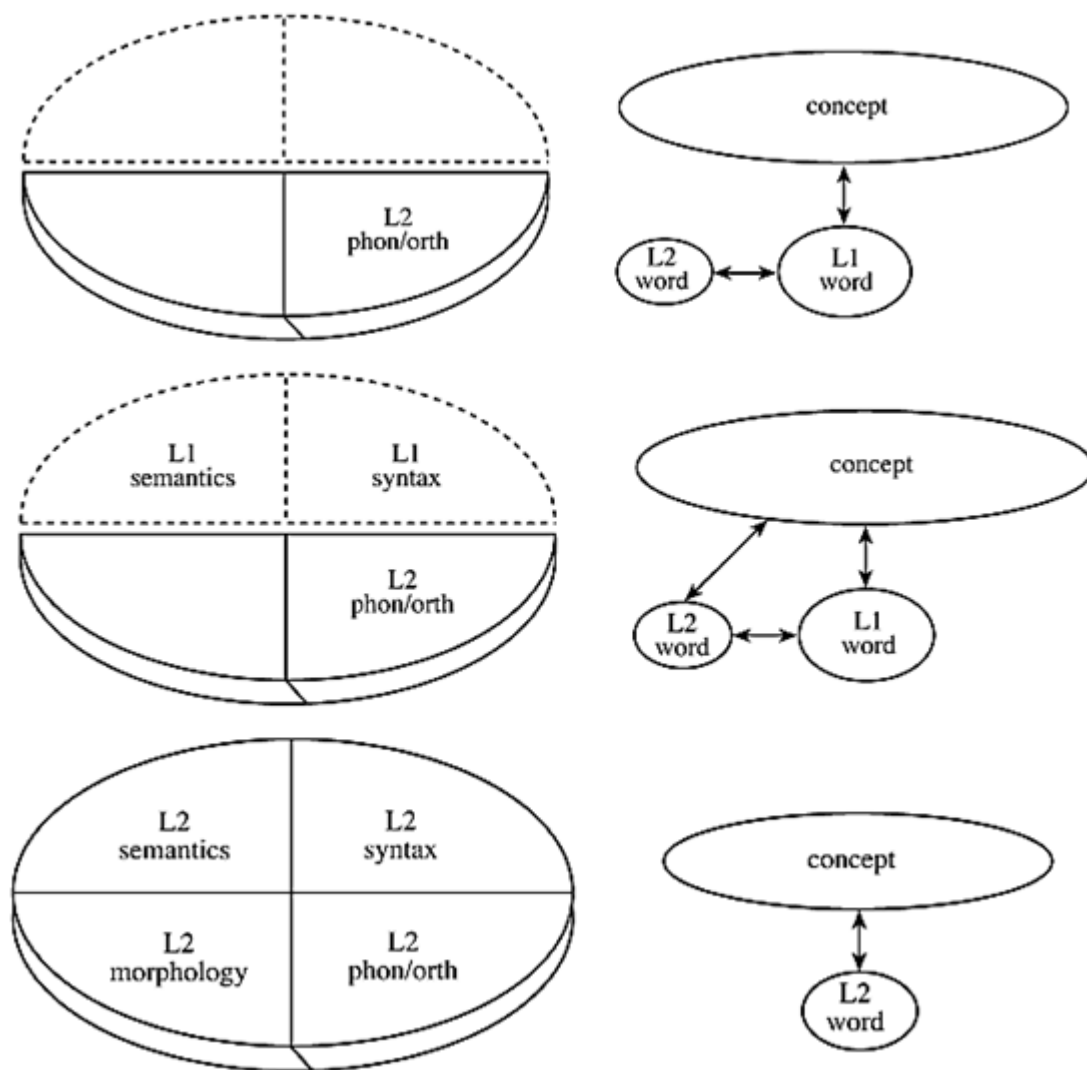 concept
L2
phon/orth
L2
word
L1
word
L1
semantics
L1
syntax
concept
L2
phon/orth
L2
word
L1
word
L2
semantics
L2
syntax
concept
L2
morphology
L2
phon/orth
L2
word